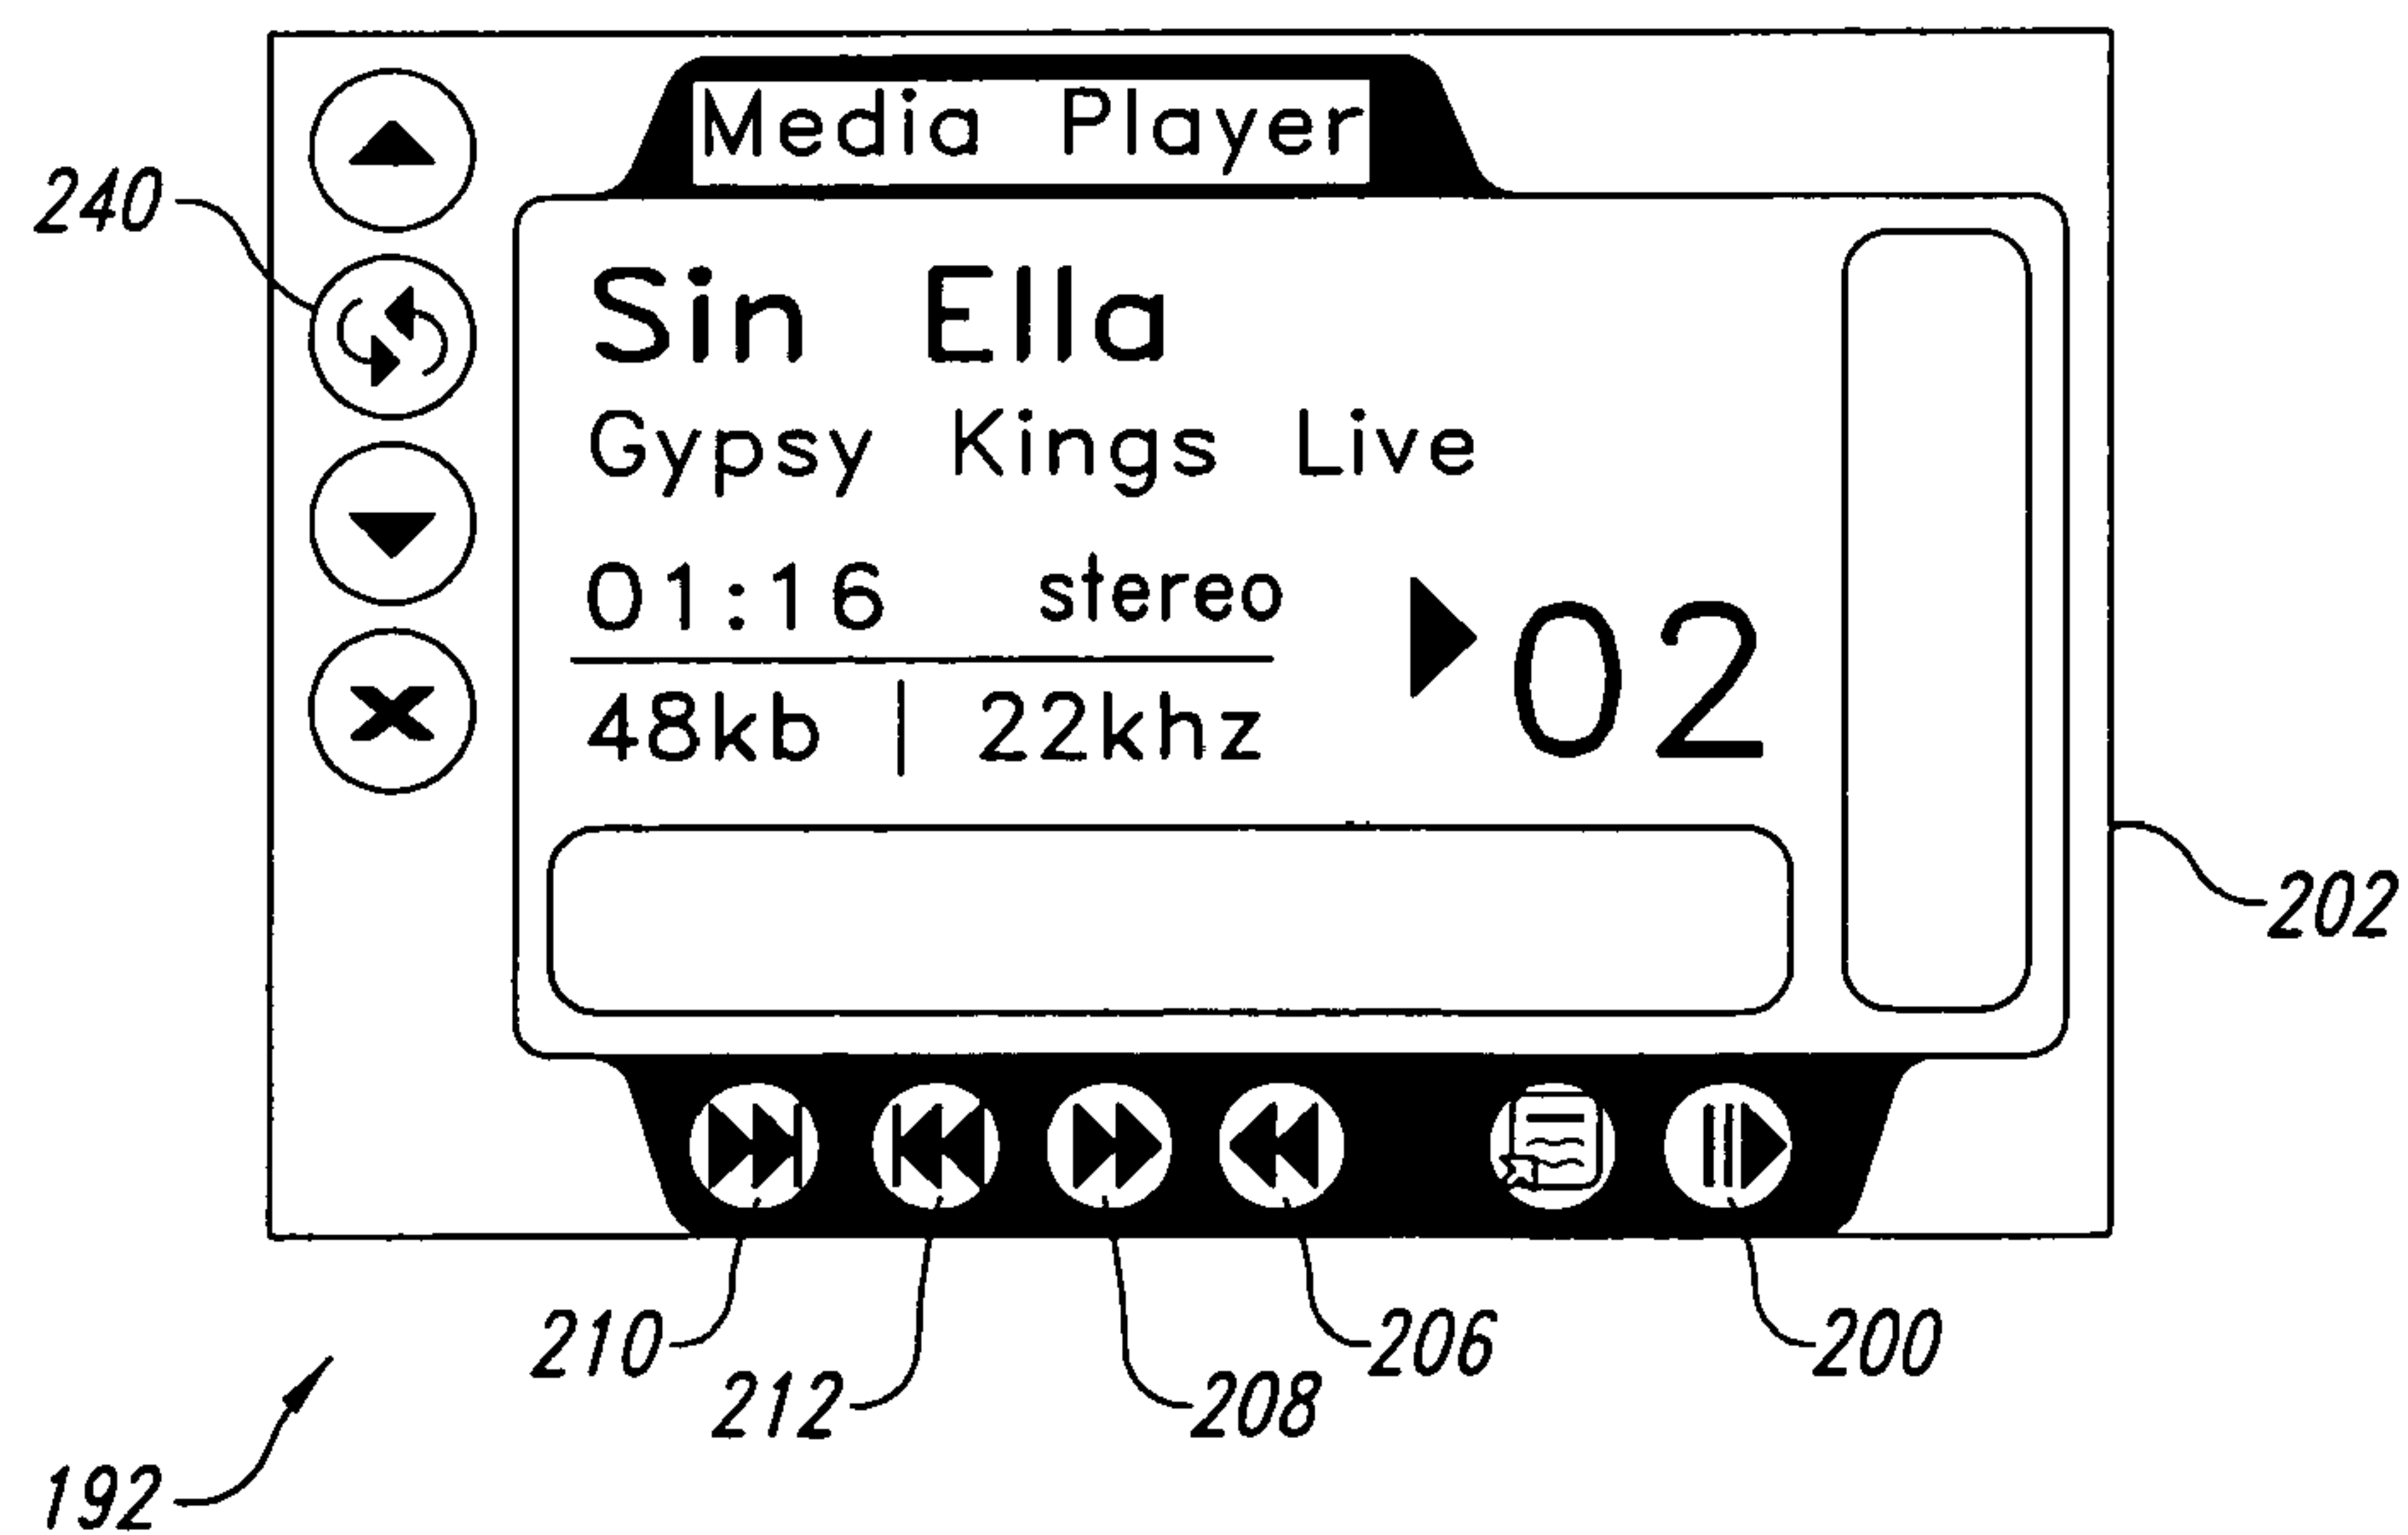 Media Player
240
Sin Ella
Gypsy Kings Live
01:16 stereo
02
48kb | 22khz
202
210
206
200
212
208
192